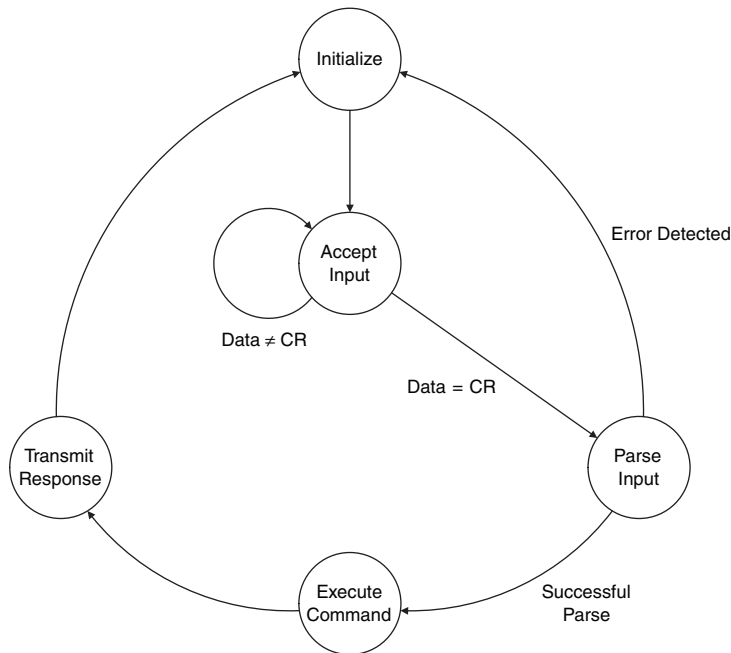 Initialize
Error Detected
Accept
Input
Data ≠ CR
Data = CR
Transmit
Response
Parse
Input
Execute
Command
Successful
Parse